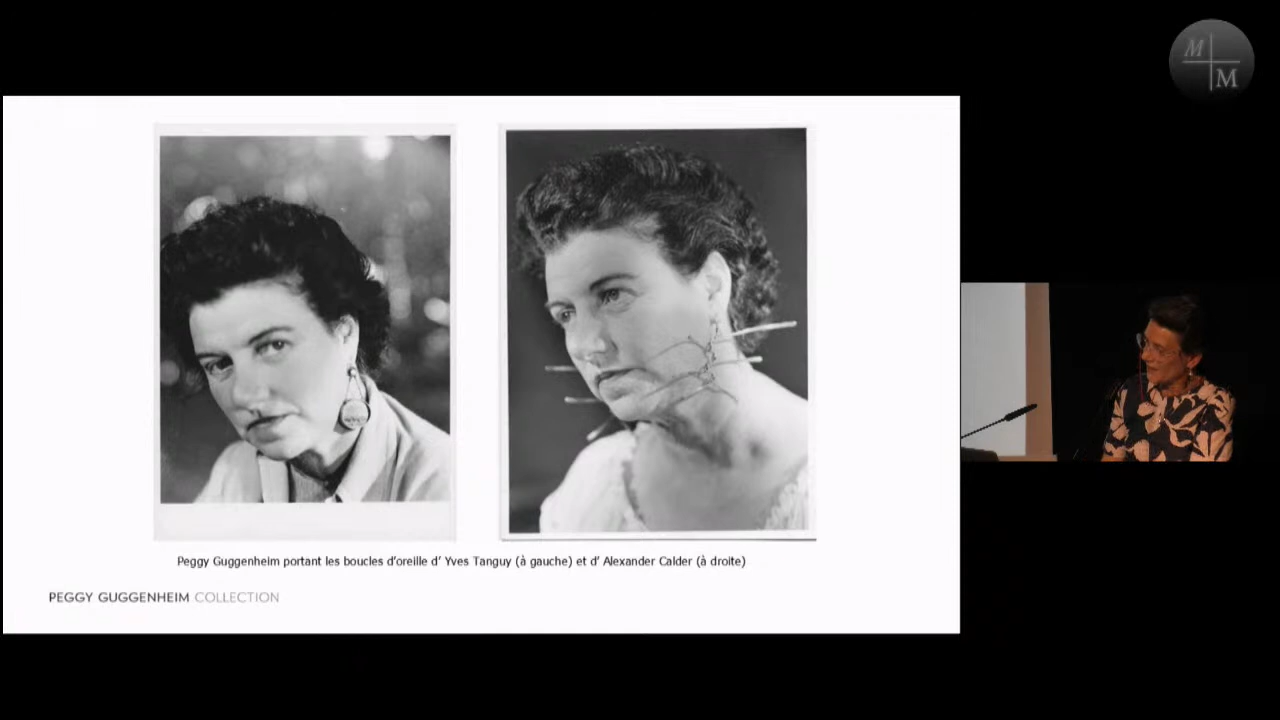 M
M
Peggy Guggenheim portant les boucles d'oreille d' Yves Tanguy (à gauche) et d' Alexander Calder (à droite)
PEGGY GUGGENHEIM COLLECTION